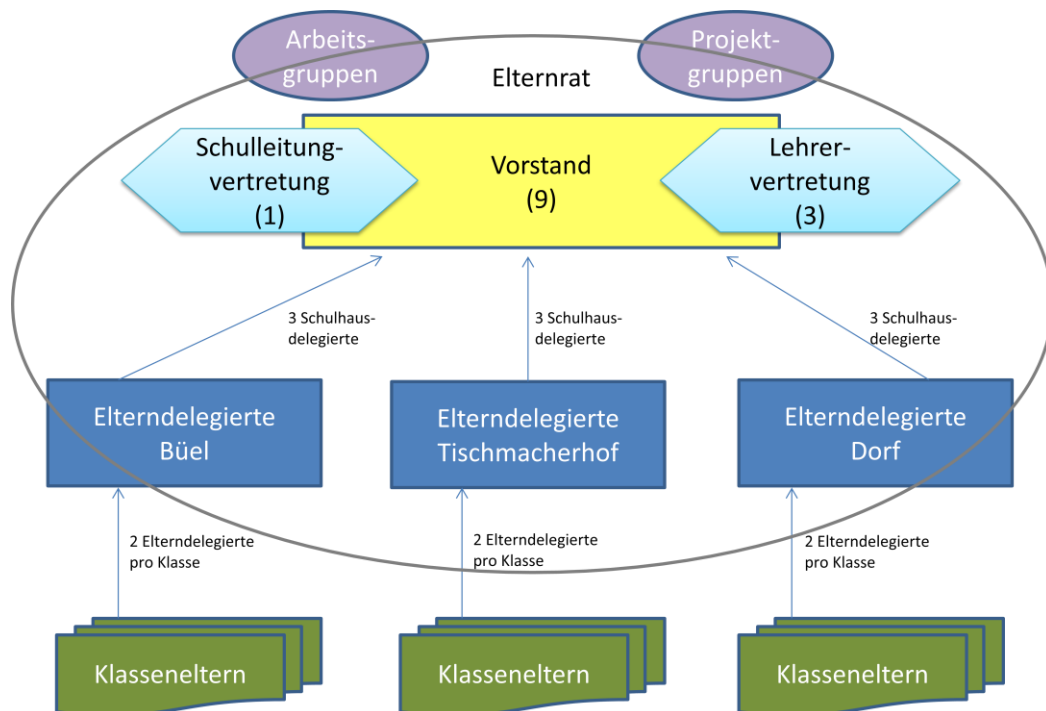 Arbeits-
gruppen
Projekt-
gruppen
Elternrat
Schulleitung-
vertretung
(1)
Vorstand
(9)
Lehrer-
vertretung
(3)
3 Schulhaus-
delegierte
3 Schulhaus-
delegierte
3 Schulhaus-
delegierte
Elterndelegierte
Büel
Elterndelegierte
Tischmacherhof
Elterndelegierte
Dorf
2 Elterndelegierte
pro Klasse
2 Elterndelegierte
pro Klasse
2 Elterndelegierte
pro Klasse
Klasseneltern
Klasseneltern
Klasseneltern